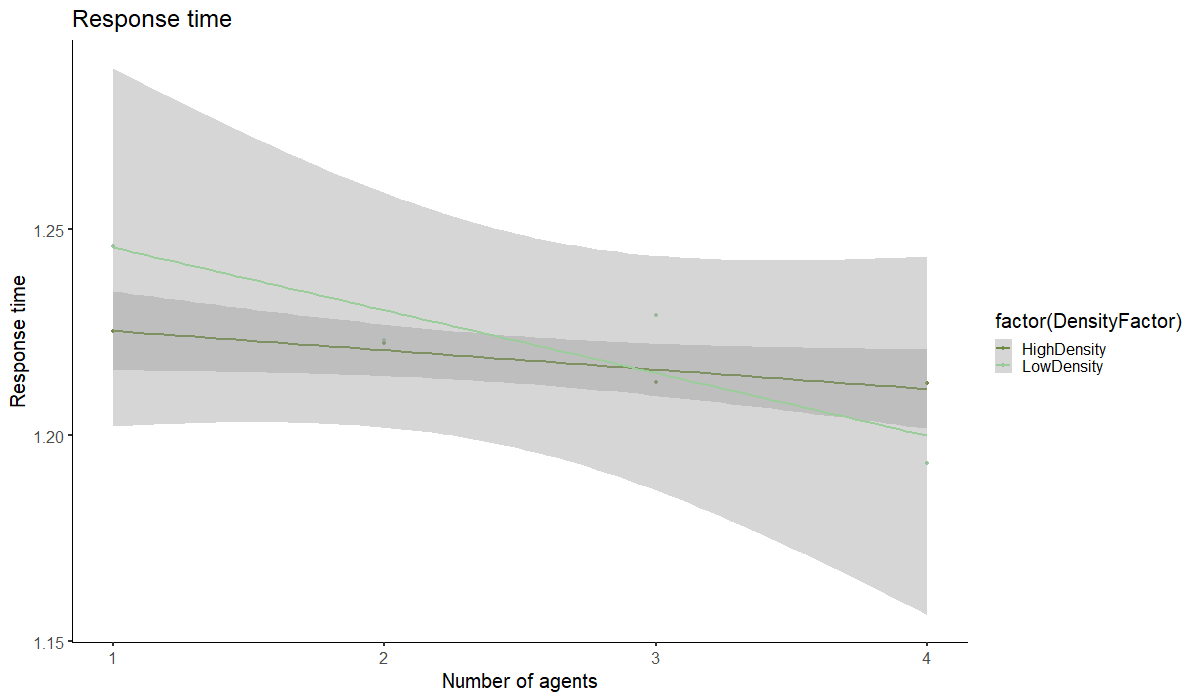 Response time
Response time
1.25
1.20
1.15
1 2 3 4
Number of agents
factor(DensityFactor)
HighDensity
LowDensity